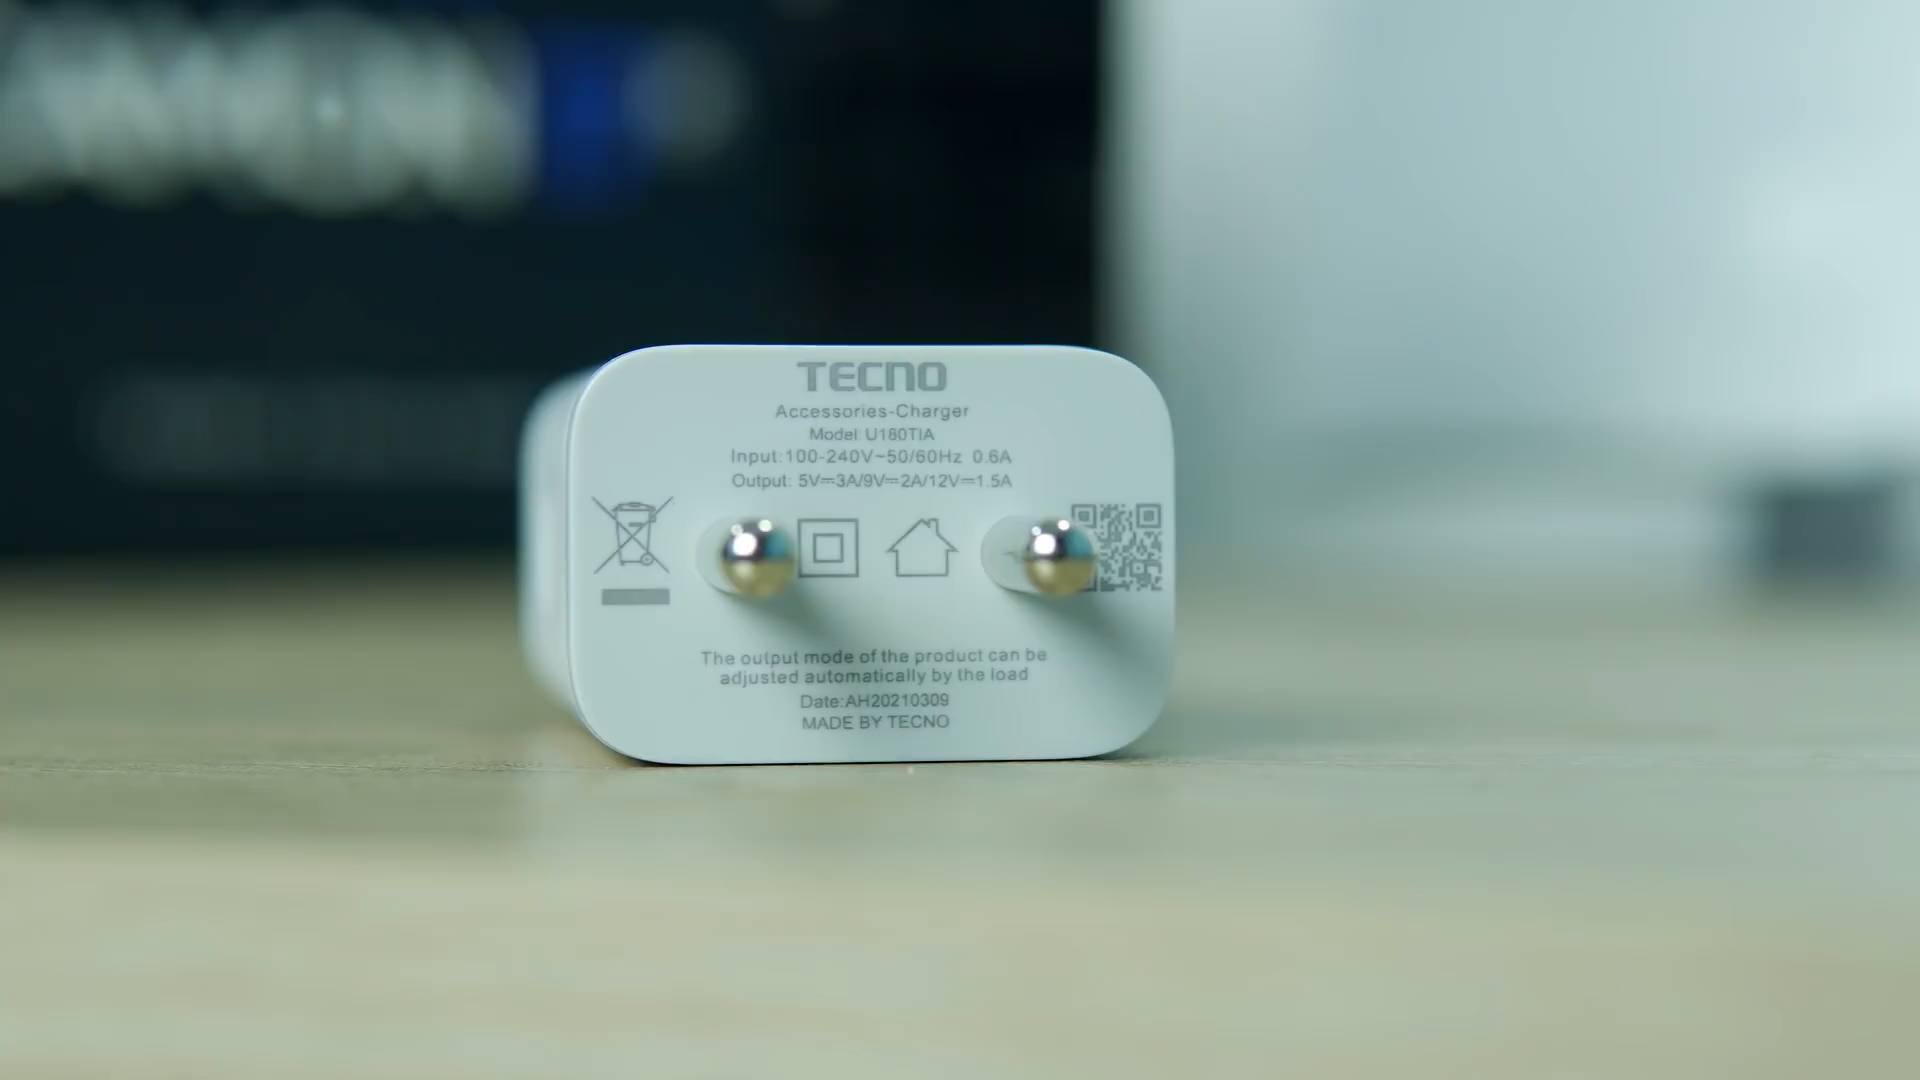 TECNO
Accessories-Charger
Model: U180TIA
Input:100-240V~50/60Hz 0.6A
Output: 5V⎓3A/9V⎓2A/12V⎓1.5A
The output mode of the product can be
adjusted automatically by the load
Date:AH20210309
MADE BY TECNO